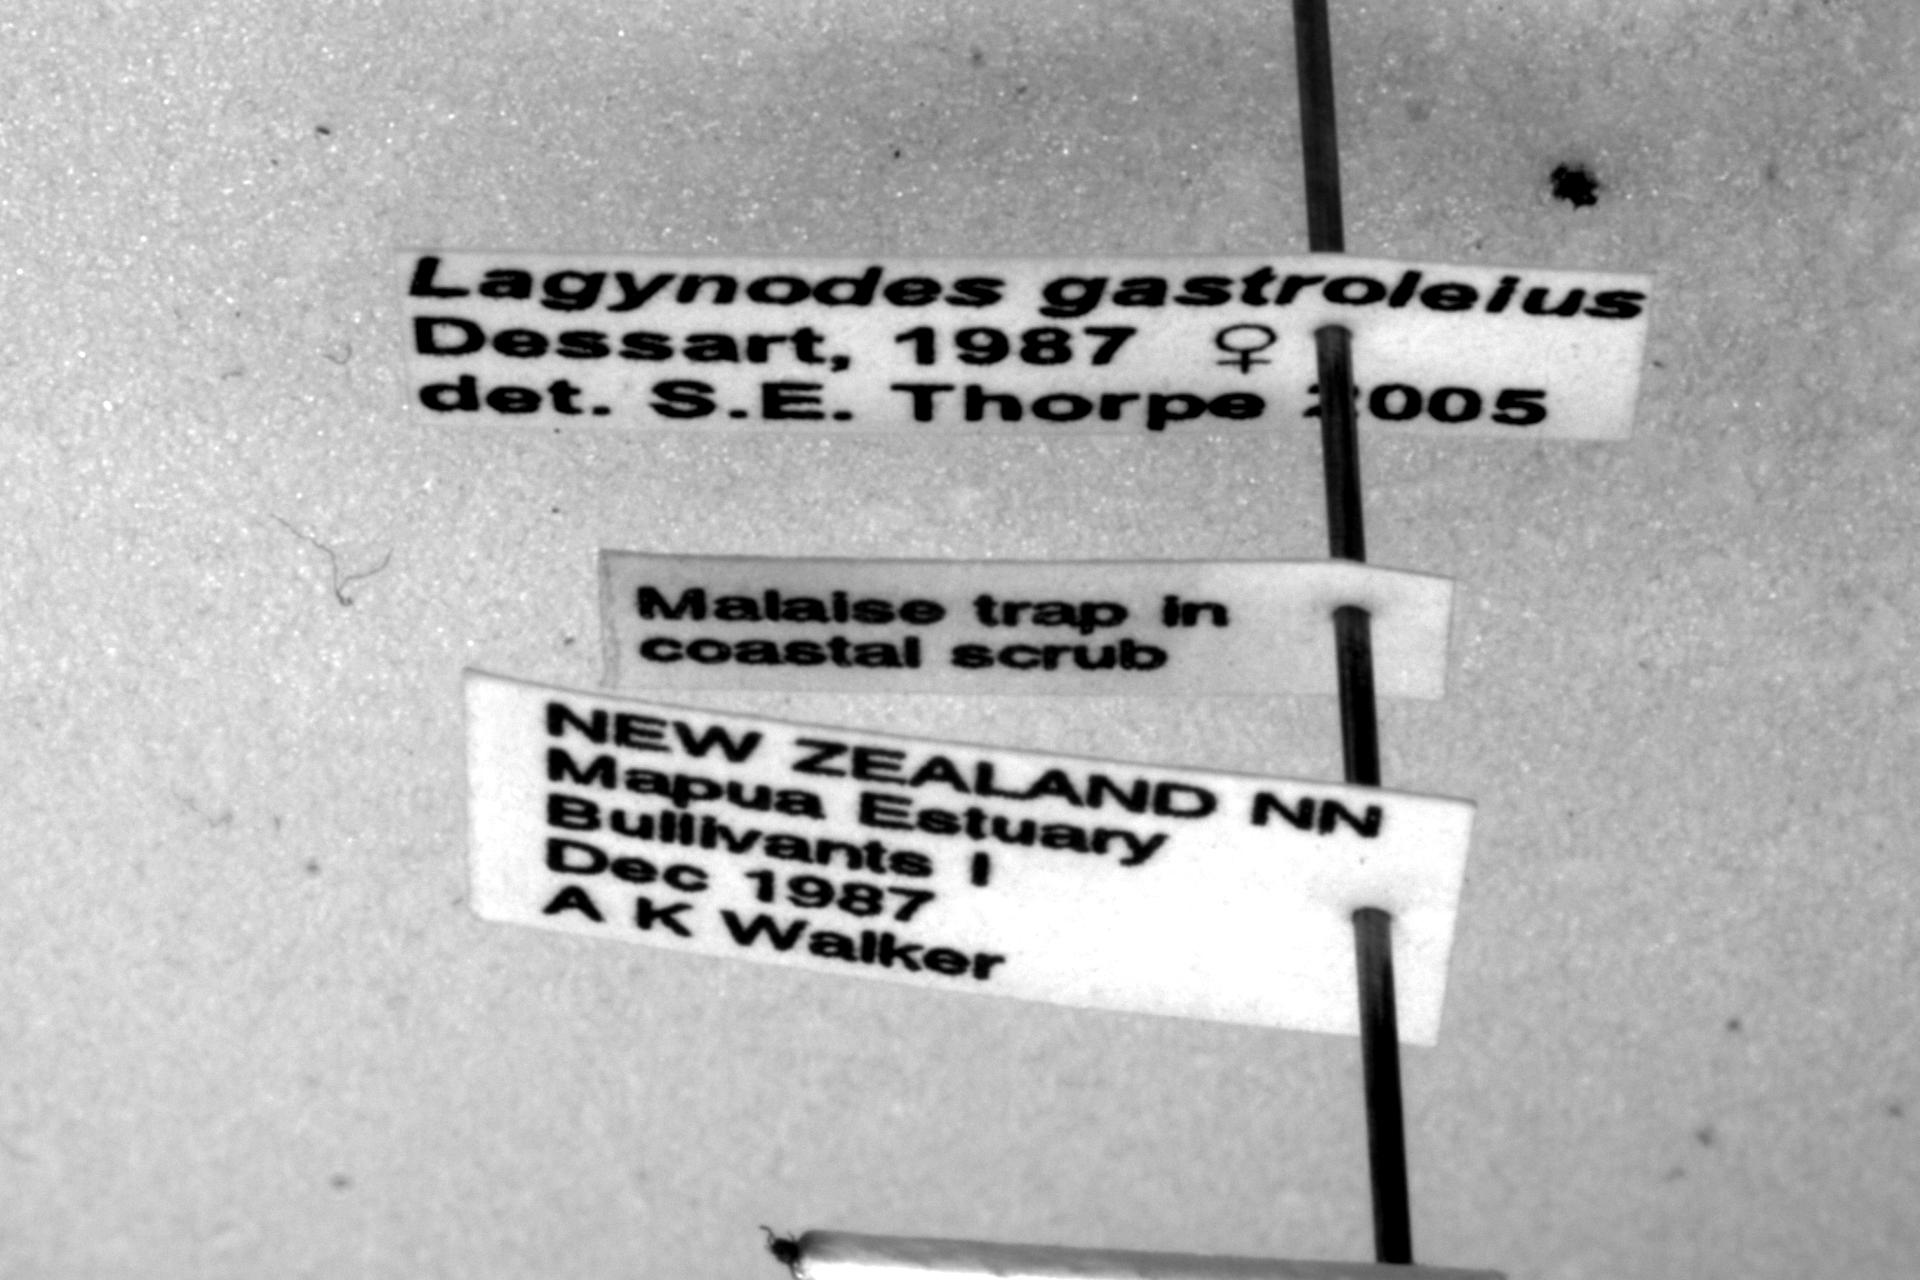 Lagynodes gastroleius
Dessart, 1987 ♀
det. S.E. Thorpe 2005
Malaise trap in
coastal scrub
NEW ZEALAND NN
Mapua Estuary
Bullivants I
Dec 1987
A K Walker